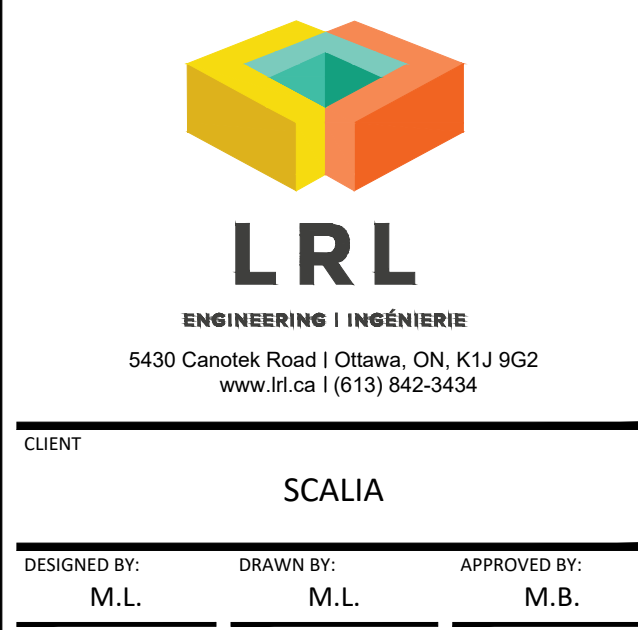 LRL
ENGINEERING | INGÉNIERIE
5430 Canotek Road | Ottawa, ON, K1J 9G2
www.lrl.ca | (613) 842-3434
CLIENT
SCALIA
DESIGNED BY: DRAWN BY: APPROVED BY:
M.L. M.L. M.B.